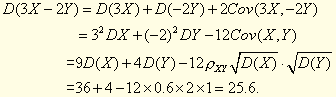 D(3X−2Y) = D(3X)+D(−2Y)+2Cov(3X,−2Y)
=3²DX+(−2)²DY−12Cov(X,Y)
=9D(X)+4D(Y)−12ρ_XY√D(X)·√D(Y)
=36+4−12×0.6×2×1=25.6.